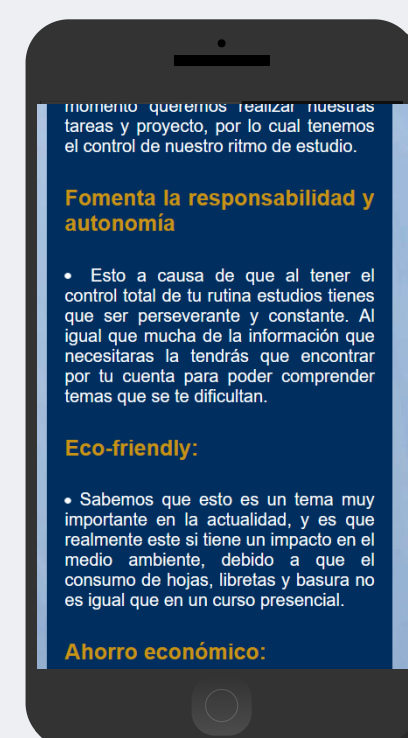 momento queremos realizar nuestras
tareas y proyecto, por lo cual tenemos
el control de nuestro ritmo de estudio.
Fomenta la responsabilidad y
autonomía
• Esto a causa de que al tener el
control total de tu rutina estudios tienes
que ser perseverante y constante. Al
igual que mucha de la información que
necesitaras la tendrás que encontrar
por tu cuenta para poder comprender
temas que se te dificultan.
Eco-friendly:
• Sabemos que esto es un tema muy
importante en la actualidad, y es que
realmente este si tiene un impacto en el
medio ambiente, debido a que el
consumo de hojas, libretas y basura no
es igual que en un curso presencial.
Ahorro económico: